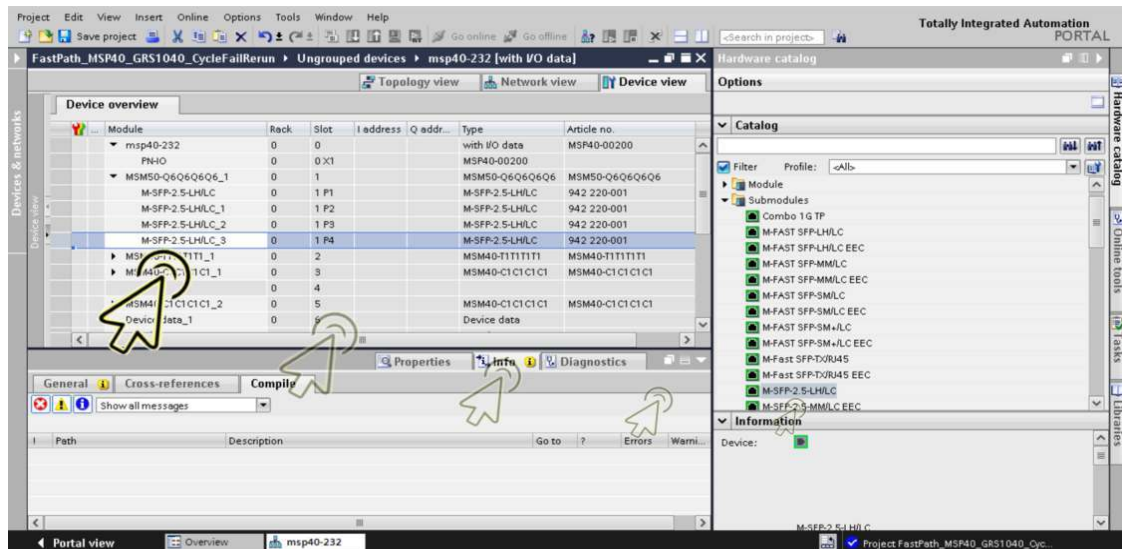 Project Edit View Insert Online Options Tools Window Help
Totally Integrated Automation
PORTAL
Save project Go online Go offline <Search in project>
FastPath_MSP40_GRS1040_CycleFailRerun Ungrouped devices msp40-232 [with I/O data]
Topology view Network view Device view
Device overview
... Module Rack Slot I address Q addr... Type Article no.
msp40-232 0 0 with I/O data MSP40-00200
PN-IO 0 0 X1 MSP40-00200
MSM50-Q6Q6Q6Q6_1 0 1 MSM50-Q6Q6Q6Q6 MSM50-Q6Q6Q6Q6
M-SFP-2.5-LH/LC 0 1 P1 M-SFP-2.5-LH/LC 942 220-001
M-SFP-2.5-LH/LC_1 0 1 P2 M-SFP-2.5-LH/LC 942 220-001
M-SFP-2.5-LH/LC_2 0 1 P3 M-SFP-2.5-LH/LC 942 220-001
M-SFP-2.5-LH/LC_3 0 1 P4 M-SFP-2.5-LH/LC 942 220-001
0 2 MSM40-T1T1T1T1 MSM40-T1T1T1T1
0 3 MSM40-C1C1C1C1 MSM40-C1C1C1C1
0 4
MSM40-C1C1C1C1_2 0 5 MSM40-C1C1C1C1 MSM40-C1C1C1C1
Device data_1 0 Device data
Properties Info Diagnostics
General Cross-references Compile
Show all messages
! Path Description Go to ? Errors Warni...
Portal view Overview msp40-232
Devices & networks
Device view
Hardware catalog
Options
Catalog
Filter Profile: <All>
Module
Submodules
Combo 1G TP
M-FAST SFP-LH/LC
M-FAST SFP-LH/LC EEC
M-FAST SFP-MM/LC
M-FAST SFP-MM/LC EEC
M-FAST SFP-SM/LC
M-FAST SFP-SM/LC EEC
M-FAST SFP-SM+/LC
M-FAST SFP-SM+/LC EEC
M-Fast SFP-TX/RJ45
M-Fast SFP-TX/RJ45 EEC
M-SFP-2.5-LH/LC
M-SFP-2.5-MM/LC EEC
Information
Device:
M-SFP-2.5-LH/LC
Project FastPath_MSP40_GRS1040_Cyc...
Hardware catalog
Online tools
Tasks
Libraries